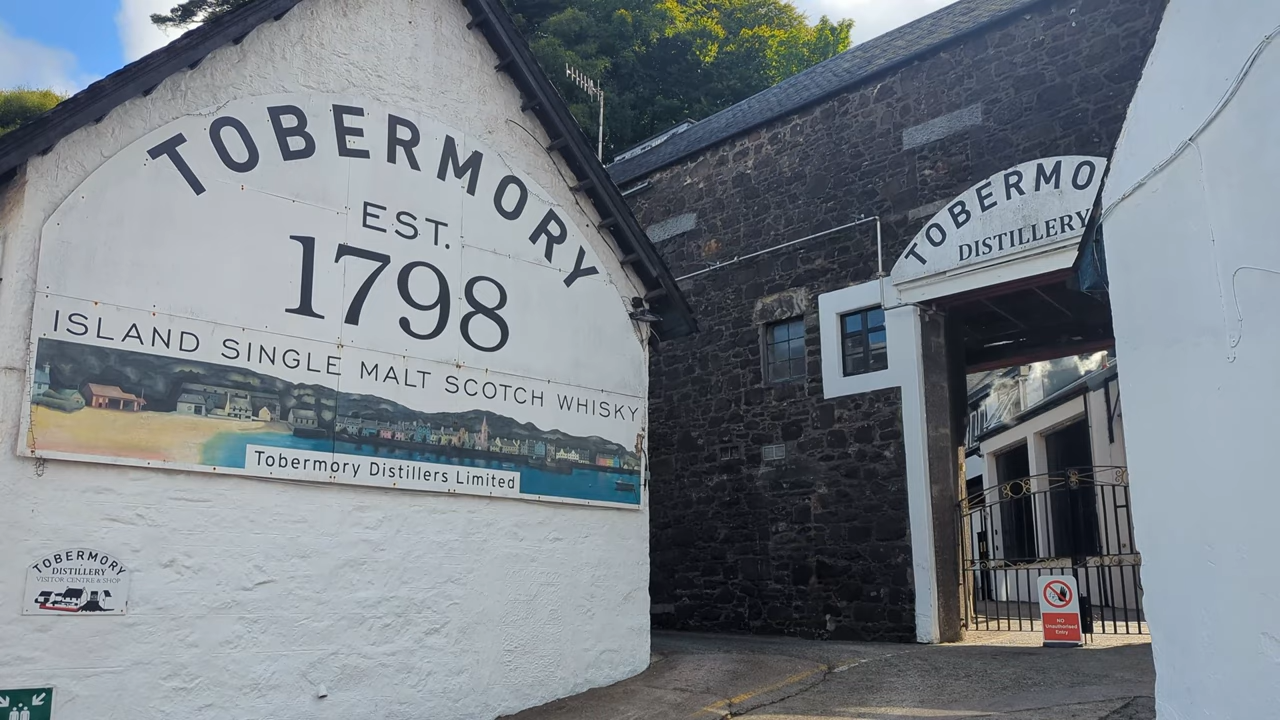 TOBERMORY
EST.
1798
ISLAND SINGLE MALT SCOTCH WHISKY
Tobermory Distillers Limited
TOBERMORY
DISTILLERY
VISITOR CENTRE & SHOP
TOBERMO
DISTILLERY
NO
Unauthorised
Entry